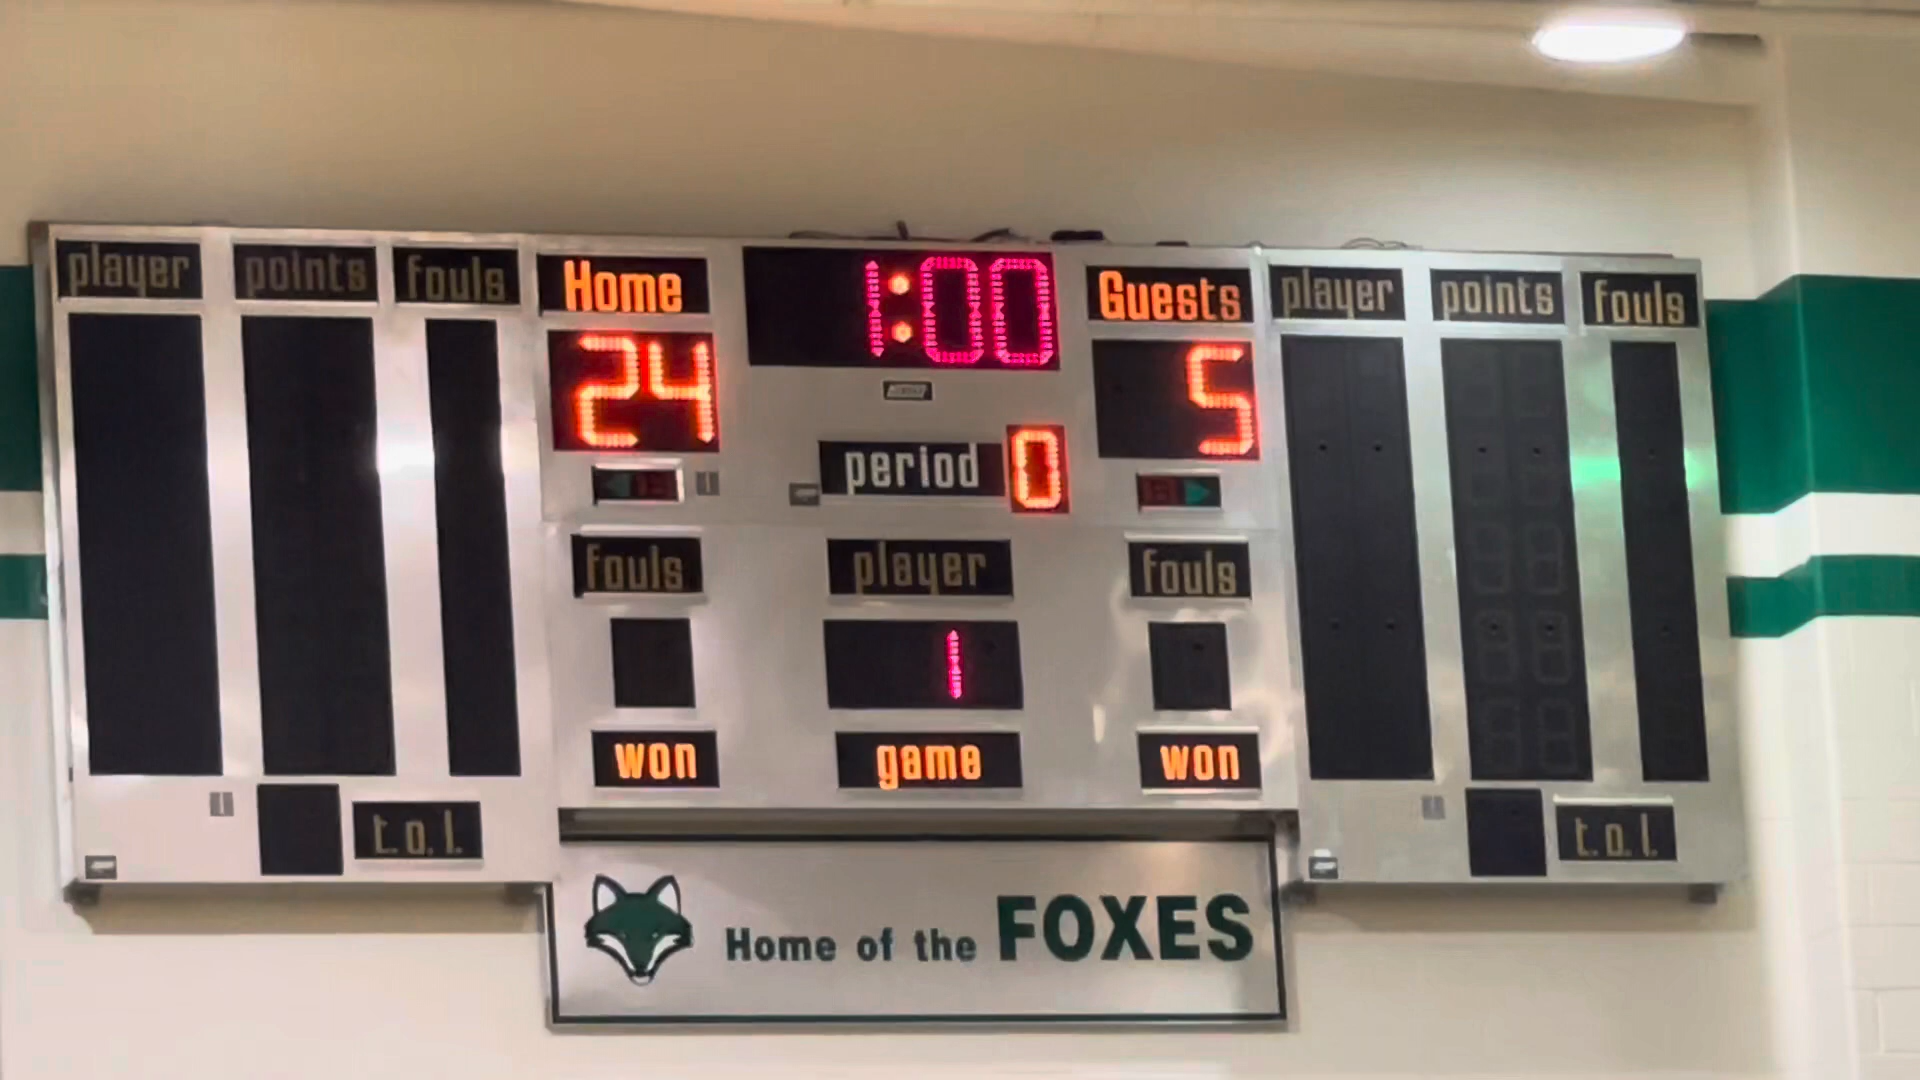 player points fouls Home 1:00 Guests player points fouls
24 5
period 0
fouls player fouls
1
won game won
t.o.l. t.o.l.
Home of the FOXES